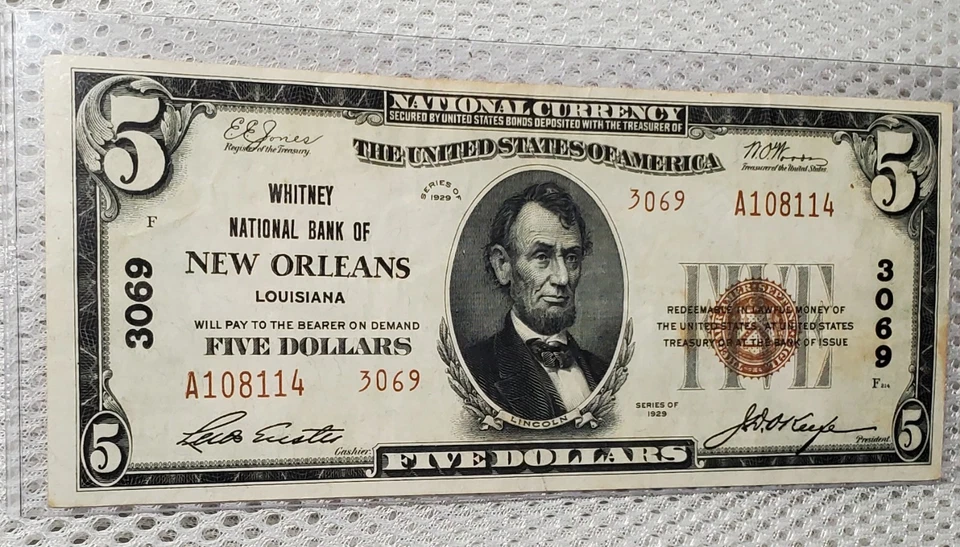 5 NATIONAL CURRENCY 5
SECURED BY UNITED STATES BONDS DEPOSITED WITH THE TREASURER OF
THE UNITED STATES OF AMERICA
E E Jones
Register of the Treasury.
W. O. Woods
Treasurer of the United States.
F
WHITNEY
NATIONAL BANK OF
NEW ORLEANS
LOUISIANA
WILL PAY TO THE BEARER ON DEMAND
FIVE DOLLARS
A108114 3069
3069
SERIES OF
1929
LINCOLN
3069 A108114
FIVE
REDEEMABLE IN LAWFUL MONEY OF
THE UNITED STATES AT UNITED STATES
TREASURY OR AT THE BANK OF ISSUE
3069
F
SERIES OF
1929
Cashier
J.D. O'Keefe
President
5 FIVE DOLLARS 5